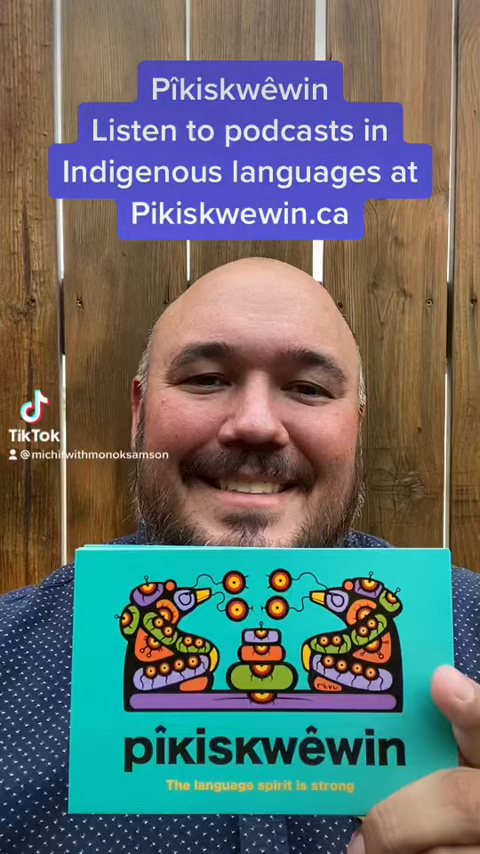 Pîkiskwêwin
Listen to podcasts in
Indigenous languages at
Pikiskwewin.ca
TikTok
@michifwithmonoksamson
pîkiskwêwin
The language spirit is strong